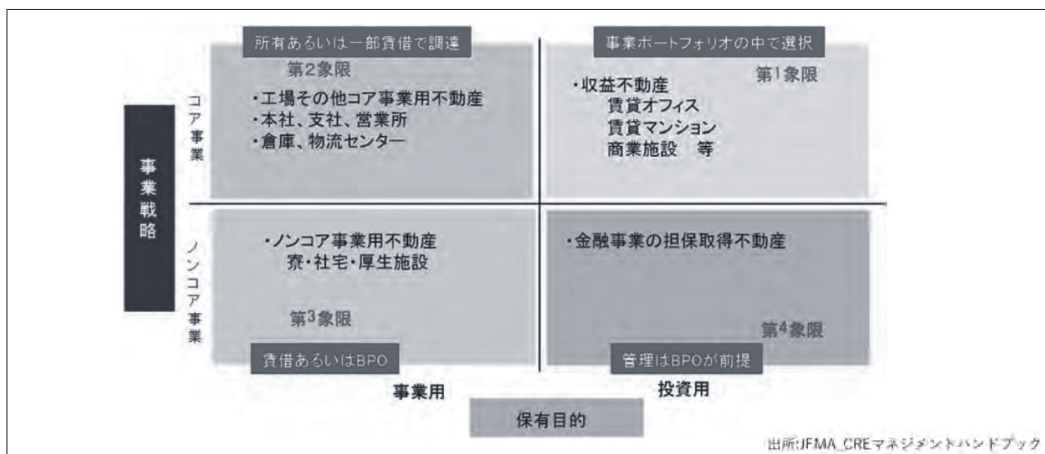 所有あるいは一部賃借で調達
第2象限
・工場その他コア事業用不動産
・本社、支社、営業所
・倉庫、物流センター
事業ポートフォリオの中で選択
第1象限
・収益不動産
賃貸オフィス
賃貸マンション
商業施設　等
コア事業
事業戦略
ノンコア事業
・ノンコア事業用不動産
寮・社宅・厚生施設
第3象限
賃借あるいはBPO
・金融事業の担保取得不動産
第4象限
管理はBPOが前提
事業用
投資用
保有目的
出所:JFMA_CREマネジメントハンドブック